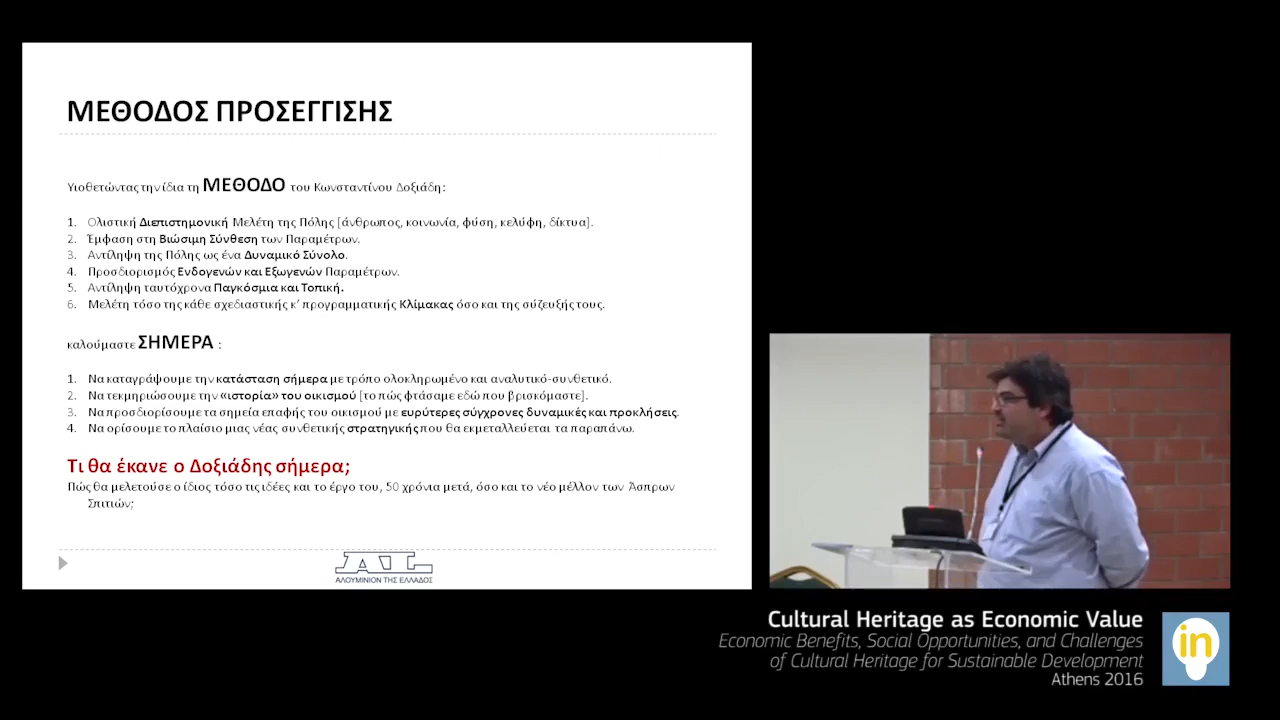 ΜΕΘΟΔΟΣ ΠΡΟΣΕΓΓΙΣΗΣ
Υιοθετώντας την ίδια τη ΜΕΘΟΔΟ του Κωνσταντίνου Δοξιάδη:
1. Ολιστική Διεπιστημονική Μελέτη της Πόλης [άνθρωπος, κοινωνία, φύση, κελύφη, δίκτυα].
2. Έμφαση στη Βιώσιμη Σύνθεση των Παραμέτρων.
3. Αντίληψη της Πόλης ως ένα Δυναμικό Σύνολο.
4. Προσδιορισμός Ενδογενών και Εξωγενών Παραμέτρων.
5. Αντίληψη ταυτόχρονα Παγκόσμια και Τοπική.
6. Μελέτη τόσο της κάθε σχεδιαστικής κ' προγραμματικής Κλίμακας όσο και της σύζευξής τους.
καλούμαστε ΣΗΜΕΡΑ :
1. Να καταγράψουμε την κατάσταση σήμερα με τρόπο ολοκληρωμένο και αναλυτικό-συνθετικό.
2. Να τεκμηριώσουμε την «ιστορία» του οικισμού [το πώς φτάσαμε εδώ που βρισκόμαστε].
3. Να προσδιορίσουμε τα σημεία επαφής του οικισμού με ευρύτερες σύγχρονες δυναμικές και προκλήσεις.
4. Να ορίσουμε το πλαίσιο μιας νέας συνθετικής στρατηγικής που θα εκμεταλλεύεται τα παραπάνω.
Τι θα έκανε ο Δοξιάδης σήμερα;
Πώς θα μελετούσε ο ίδιος τόσο τις ιδέες και το έργο του, 50 χρόνια μετά, όσο και το νέο μέλλον των Άσπρων
Σπιτιών;
ΑΛΟΥΜΙΝΙΟΝ ΤΗΣ ΕΛΛΑΔΟΣ
Cultural Heritage as Economic Value
Economic Benefits, Social Opportunities, and Challenges
of Cultural Heritage for Sustainable Development
Athens 2016
in